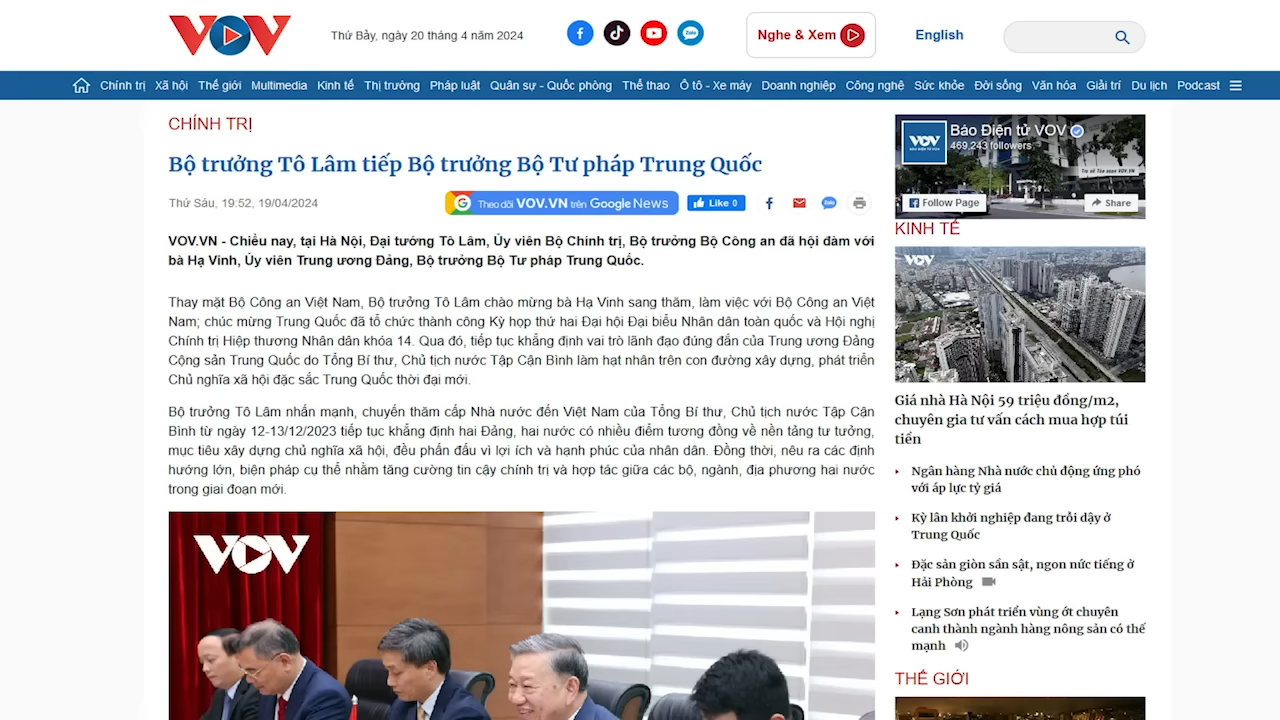 VOV
Thứ Bảy, ngày 20 tháng 4 năm 2024
Zalo
Nghe & Xem
English
Chính trị Xã hội Thế giới Multimedia Kinh tế Thị trường Pháp luật Quân sự - Quốc phòng Thể thao Ô tô - Xe máy Doanh nghiệp Công nghệ Sức khỏe Đời sống Văn hóa Giải trí Du lịch Podcast
CHÍNH TRỊ
Bộ trưởng Tô Lâm tiếp Bộ trưởng Bộ Tư pháp Trung Quốc
Thứ Sáu, 19:52, 19/04/2024
Theo dõi VOV.VN trên Google News
Like 0
Zalo
VOV.VN - Chiều nay, tại Hà Nội, Đại tướng Tô Lâm, Ủy viên Bộ Chính trị, Bộ trưởng Bộ Công an đã hội đàm với
bà Hạ Vinh, Ủy viên Trung ương Đảng, Bộ trưởng Bộ Tư pháp Trung Quốc.
Thay mặt Bộ Công an Việt Nam, Bộ trưởng Tô Lâm chào mừng bà Hạ Vinh sang thăm, làm việc với Bộ Công an Việt
Nam; chúc mừng Trung Quốc đã tổ chức thành công Kỳ họp thứ hai Đại hội Đại biểu Nhân dân toàn quốc và Hội nghị
Chính trị Hiệp thương Nhân dân khóa 14. Qua đó, tiếp tục khẳng định vai trò lãnh đạo đúng đắn của Trung ương Đảng
Cộng sản Trung Quốc do Tổng Bí thư, Chủ tịch nước Tập Cận Bình làm hạt nhân trên con đường xây dựng, phát triển
Chủ nghĩa xã hội đặc sắc Trung Quốc thời đại mới.
Bộ trưởng Tô Lâm nhấn mạnh, chuyến thăm cấp Nhà nước đến Việt Nam của Tổng Bí thư, Chủ tịch nước Tập Cận
Bình từ ngày 12-13/12/2023 tiếp tục khẳng định hai Đảng, hai nước có nhiều điểm tương đồng về nền tảng tư tưởng,
mục tiêu xây dựng chủ nghĩa xã hội, đều phấn đấu vì lợi ích và hạnh phúc của nhân dân. Đồng thời, nêu ra các định
hướng lớn, biện pháp cụ thể nhằm tăng cường tin cậy chính trị và hợp tác giữa các bộ, ngành, địa phương hai nước
trong giai đoạn mới.
VOV
VOV
BÁO ĐIỆN TỬ VOV
Báo Điện tử VOV
469,243 followers
Trụ sở Tòa soạn VOV.VN
Follow Page
Share
KINH TẾ
VOV
Giá nhà Hà Nội 59 triệu đồng/m2,
chuyên gia tư vấn cách mua hợp túi
tiền
Ngân hàng Nhà nước chủ động ứng phó
với áp lực tỷ giá
Kỳ lân khởi nghiệp đang trỗi dậy ở
Trung Quốc
Đặc sản giòn sần sật, ngon nức tiếng ở
Hải Phòng
Lạng Sơn phát triển vùng ớt chuyên
canh thành ngành hàng nông sản có thế
mạnh
THẾ GIỚI